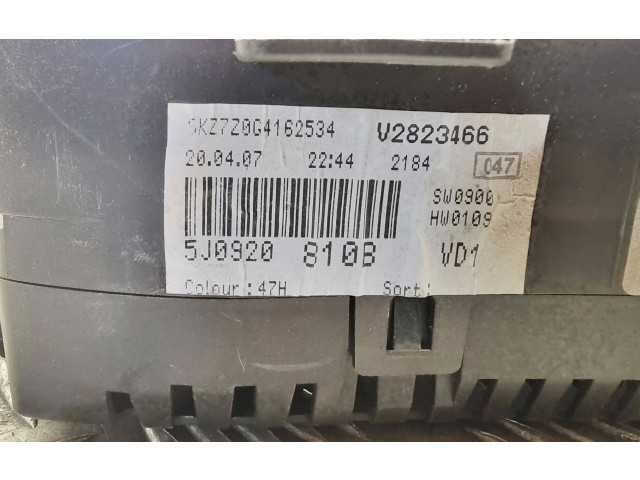 SKZ7Z0G4162534 V2823466
20.04.07 22:44 2184 047
SW0900
HW0109
5J0920 810B VD1
Colour:47H Sort: